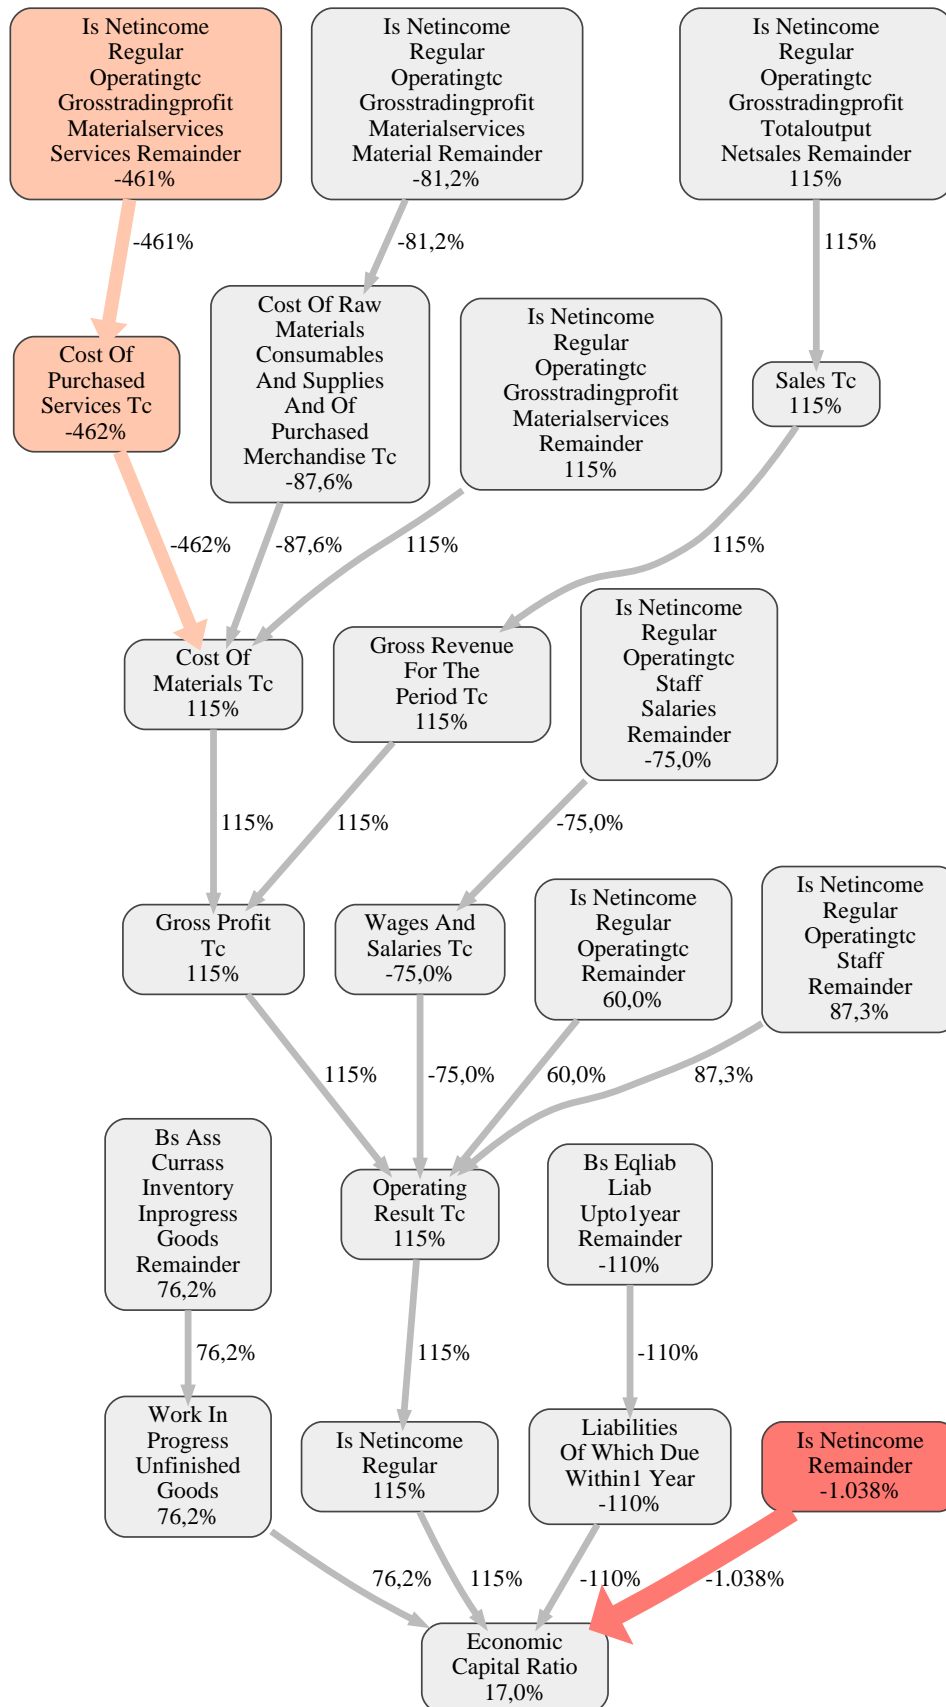 Is Netincome
Regular
Operatingtc
Grosstradingprofit
Materialservices
Services Remainder
-461%
Is Netincome
Regular
Operatingtc
Grosstradingprofit
Materialservices
Material Remainder
-81,2%
Is Netincome
Regular
Operatingtc
Grosstradingprofit
Totaloutput
Netsales Remainder
115%
-461%
-81,2%
115%
Cost Of
Purchased
Services Tc
-462%
Cost Of Raw
Materials
Consumables
And Supplies
And Of
Purchased
Merchandise Tc
-87,6%
Is Netincome
Regular
Operatingtc
Grosstradingprofit
Materialservices
Remainder
115%
Sales Tc
115%
-462%
-87,6%
115%
115%
Cost Of
Materials Tc
115%
Gross Revenue
For The
Period Tc
115%
Is Netincome
Regular
Operatingtc
Staff
Salaries
Remainder
-75,0%
115%
115%
-75,0%
Gross Profit
Tc
115%
Wages And
Salaries Tc
-75,0%
Is Netincome
Regular
Operatingtc
Remainder
60,0%
Is Netincome
Regular
Operatingtc
Staff
Remainder
87,3%
115%
-75,0%
60,0%
87,3%
Bs Ass
Currass
Inventory
Inprogress
Goods
Remainder
76,2%
Operating
Result Tc
115%
Bs Eqliab
Liab
Upto1year
Remainder
-110%
76,2%
115%
-110%
Work In
Progress
Unfinished
Goods
76,2%
Is Netincome
Regular
115%
Liabilities
Of Which Due
Within1 Year
-110%
Is Netincome
Remainder
-1.038%
76,2%
115%
-110%
-1.038%
Economic
Capital Ratio
17,0%